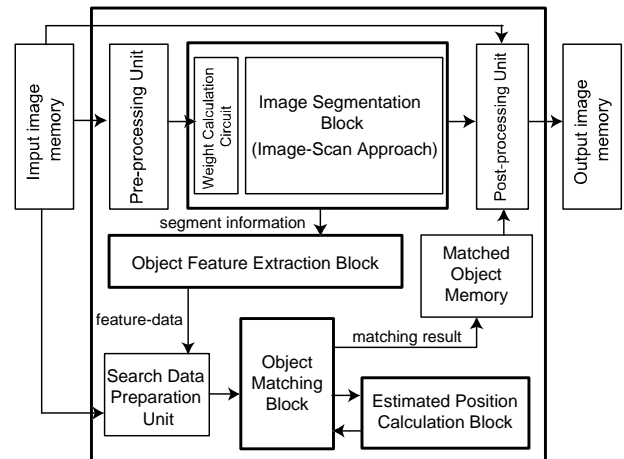 Imput image
memory
Pre-processing Unit
Weight Calculation
Circuit
Image Segmentation
Block
(Image-Scan Approach)
Post-processing Unit
Output image
memory
segment information
Object Feature Extraction Block
Matched
Object
Memory
feature-data
matching result
Search Data
Preparation
Unit
Object
Matching
Block
Estimated Position
Calculation Block